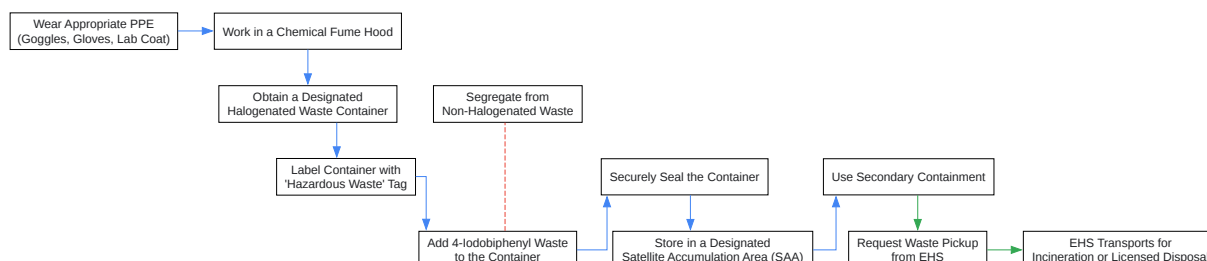 Wear Appropriate PPE
(Goggles, Gloves, Lab Coat)
Work in a Chemical Fume Hood
Obtain a Designated
Halogenated Waste Container
Segregate from
Non-Halogenated Waste
Label Container with
'Hazardous Waste' Tag
Securely Seal the Container
Use Secondary Containment
Add 4-Iodobiphenyl Waste
to the Container
Store in a Designated
Satellite Accumulation Area (SAA)
Request Waste Pickup
from EHS
EHS Transports for
Incineration or Licensed Disposal